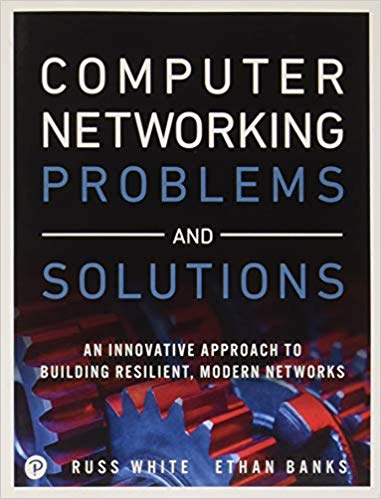 COMPUTER
NETWORKING
PROBLEMS
AND
SOLUTIONS
AN INNOVATIVE APPROACH TO
BUILDING RESILIENT, MODERN NETWORKS
P RUSS WHITE ETHAN BANKS